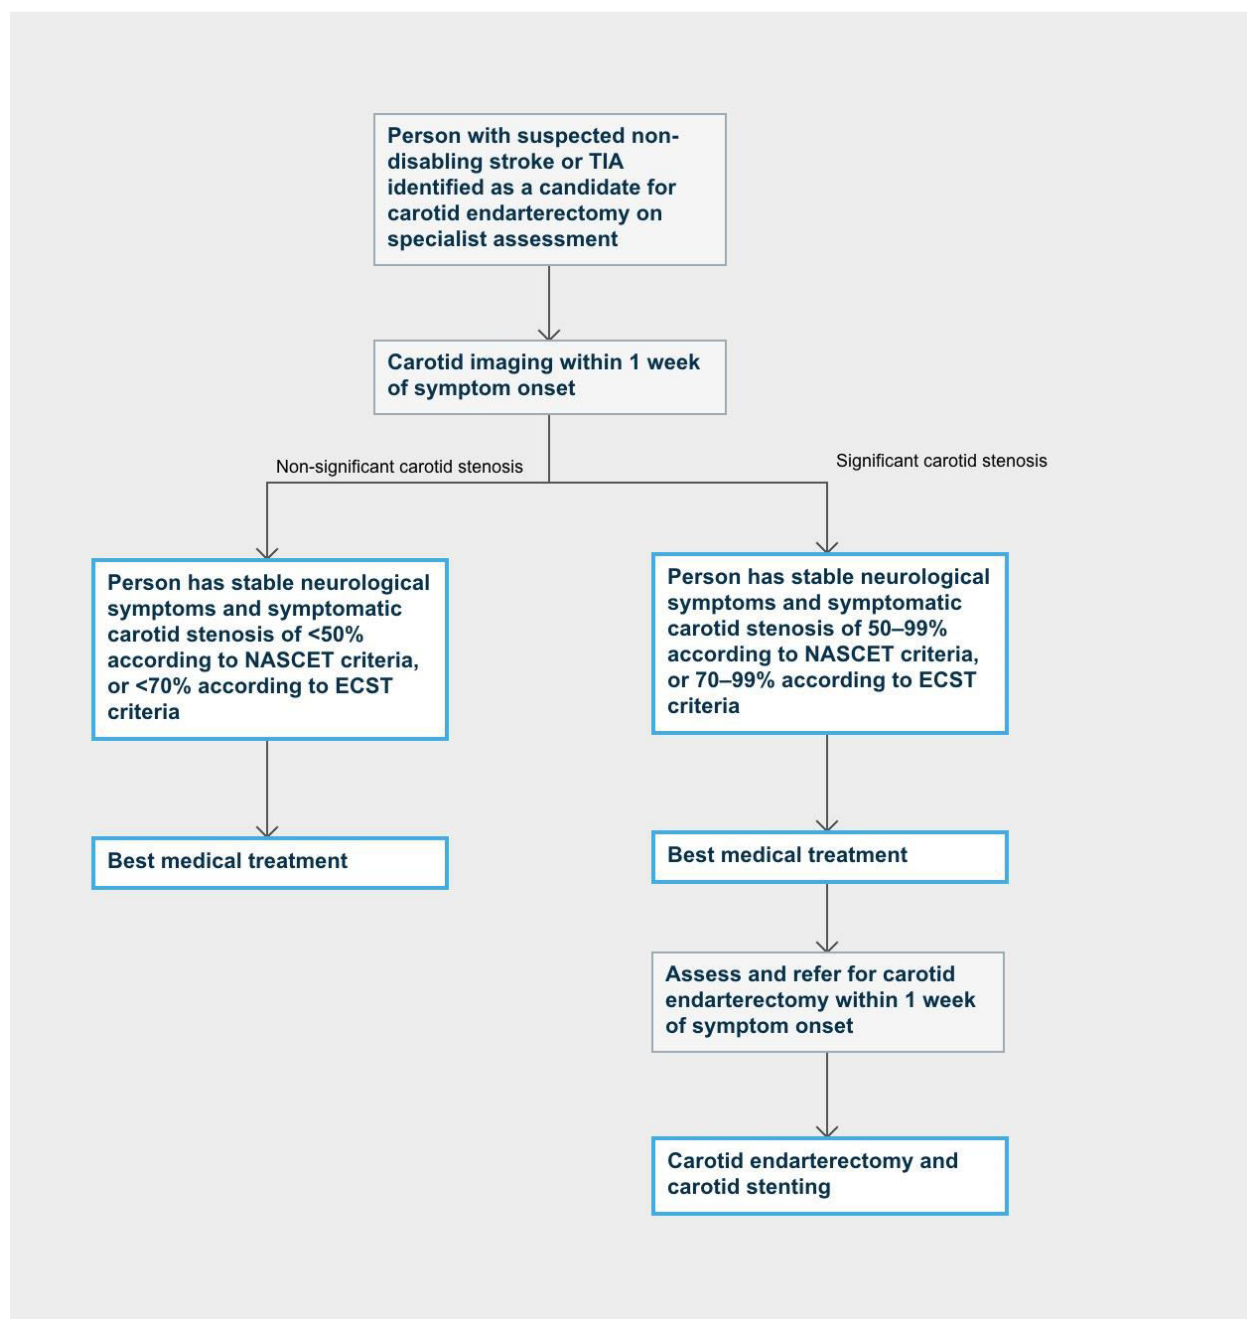 Person with suspected non-
disabling stroke or TIA
identified as a candidate for
carotid endarterectomy on
specialist assessment
Carotid imaging within 1 week
of symptom onset
Non-significant carotid stenosis
Significant carotid stenosis
Person has stable neurological
symptoms and symptomatic
carotid stenosis of <50%
according to NASCET criteria,
or <70% according to ECST
criteria
Person has stable neurological
symptoms and symptomatic
carotid stenosis of 50–99%
according to NASCET criteria,
or 70–99% according to ECST
criteria
Best medical treatment
Best medical treatment
Assess and refer for carotid
endarterectomy within 1 week
of symptom onset
Carotid endarterectomy and
carotid stenting